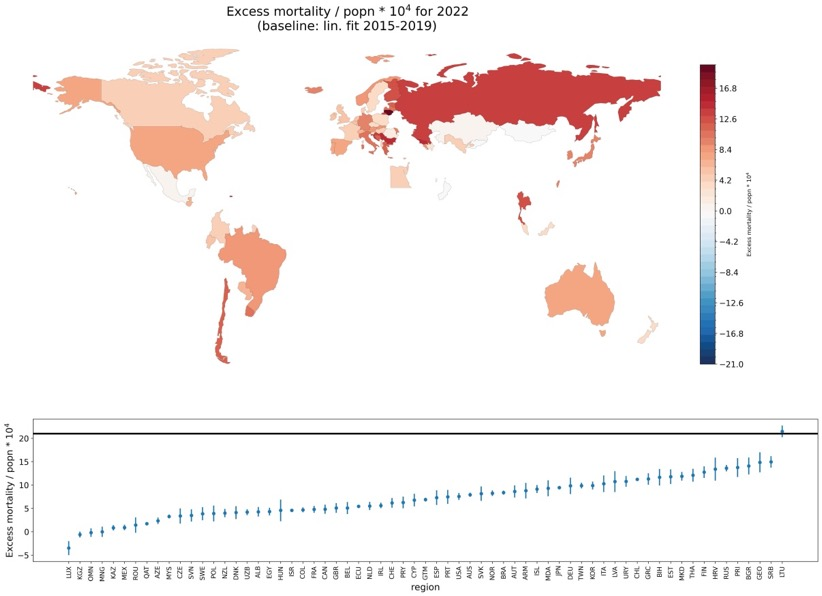 Excess mortality / popn * 10⁴ for 2022
(baseline: lin. fit 2015-2019)
16.8
12.6
8.4
4.2
0.0
−4.2
−8.4
−12.6
−16.8
−21.0
Excess mortality / popn * 10⁴
20
15
10
5
0
−5
Excess mortality / popn * 10⁴
LUX KGZ OMN MNG KAZ MEX ROU QAT AZE MYS CZE SVN SWE POL NZL DNK UZB ALB EGY HUN ISR COL FRA CAN GBR BEL ECU NLD IRL CHE PRY CYP GTM ESP PRT USA AUS SVK NOR BRA AUT ARM ISL MDA JPN DEU TWN KOR ITA LVA URY CHL GRC BIH EST MKD THA FIN HRV RUS PRI BGR GEO SRB LTU
region